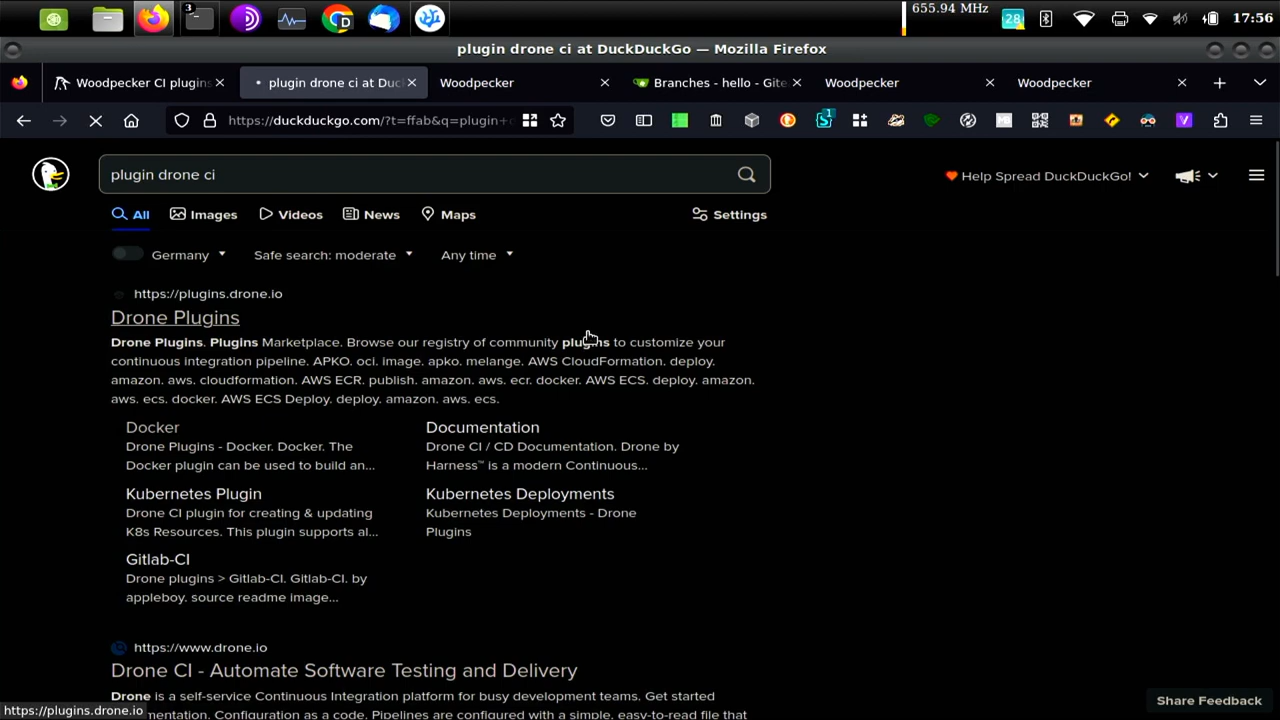 3
655.94 MHz
28
17:56
plugin drone ci at DuckDuckGo — Mozilla Firefox
Woodpecker CI plugins
plugin drone ci at Duc
Woodpecker
Branches - hello - Gite
Woodpecker
Woodpecker
https://duckduckgo.com/?t=ffab&q=plugin+
1
plugin drone ci
Help Spread DuckDuckGo!
All
Images
Videos
News
Maps
Settings
Germany
Safe search: moderate
Any time
https://plugins.drone.io
Drone Plugins
Drone Plugins. Plugins Marketplace. Browse our registry of community plugins to customize your
continuous integration pipeline. APKO. oci. image. apko. melange. AWS CloudFormation. deploy.
amazon. aws. cloudformation. AWS ECR. publish. amazon. aws. ecr. docker. AWS ECS. deploy. amazon.
aws. ecs. docker. AWS ECS Deploy. deploy. amazon. aws. ecs.
Docker
Drone Plugins - Docker. Docker. The
Docker plugin can be used to build an...
Documentation
Drone CI / CD Documentation. Drone by
Harness™ is a modern Continuous...
Kubernetes Plugin
Drone CI plugin for creating & updating
K8s Resources. This plugin supports al...
Kubernetes Deployments
Kubernetes Deployments - Drone
Plugins
Gitlab-CI
Drone plugins > Gitlab-CI. Gitlab-CI. by
appleboy. source readme image...
https://www.drone.io
Drone CI - Automate Software Testing and Delivery
Drone is a self-service Continuous Integration platform for busy development teams. Get started
mentation. Configuration as a code. Pipelines are configured with a simple, easy-to-read file that
https://plugins.drone.io
Share Feedback